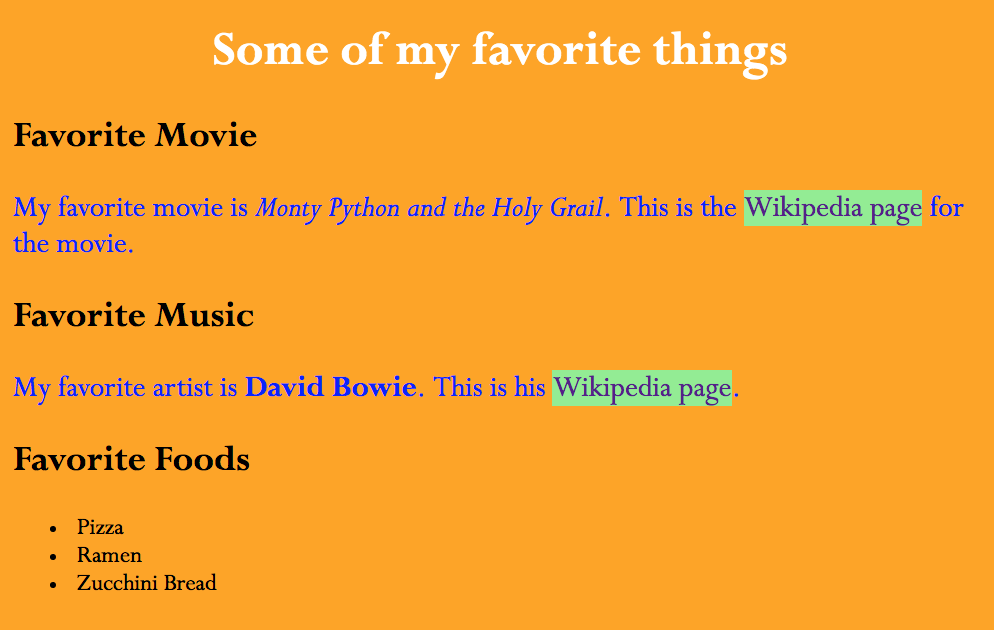 Some of my favorite things
Favorite Movie
My favorite movie is Monty Python and the Holy Grail. This is the Wikipedia page for
the movie.
Favorite Music
My favorite artist is David Bowie. This is his Wikipedia page.
Favorite Foods
• Pizza
• Ramen
• Zucchini Bread